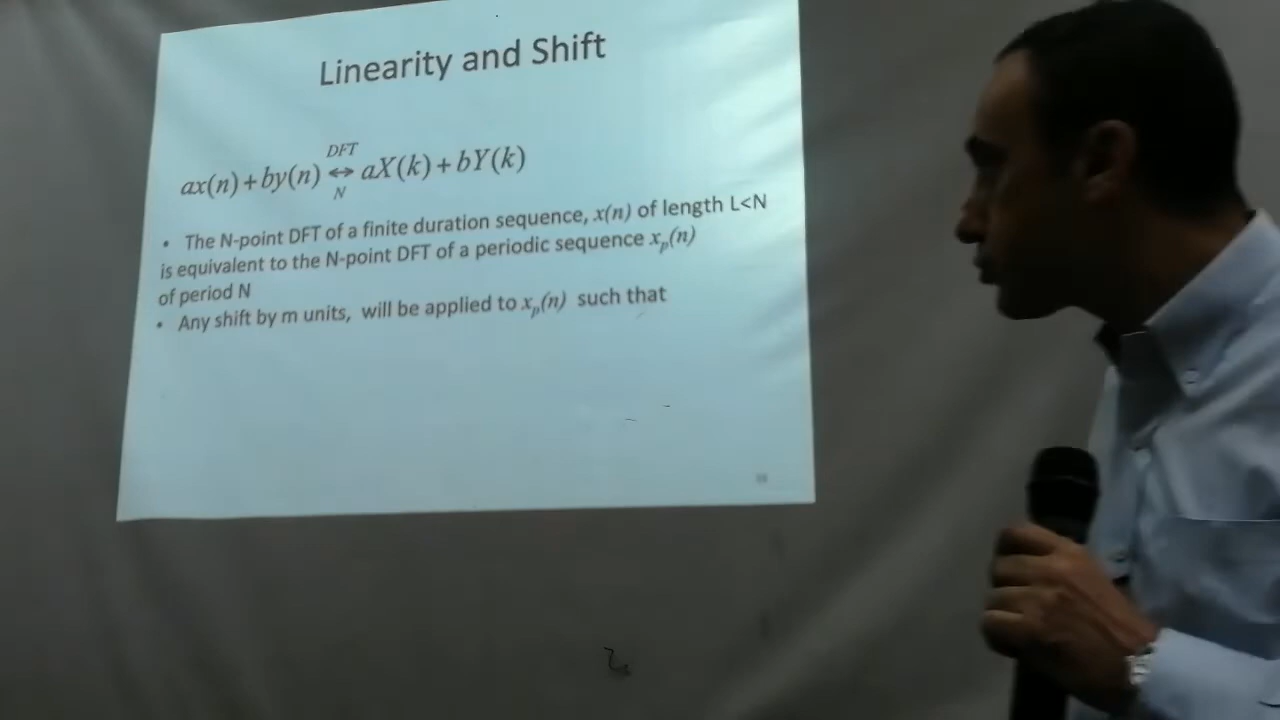 Linearity and Shift
DFT
ax(n)+by(n) ↔ aX(k)+bY(k)
N
• The N-point DFT of a finite duration sequence, x(n) of length L<N
is equivalent to the N-point DFT of a periodic sequence xₚ(n)
of period N
• Any shift by m units, will be applied to xₚ(n) such that